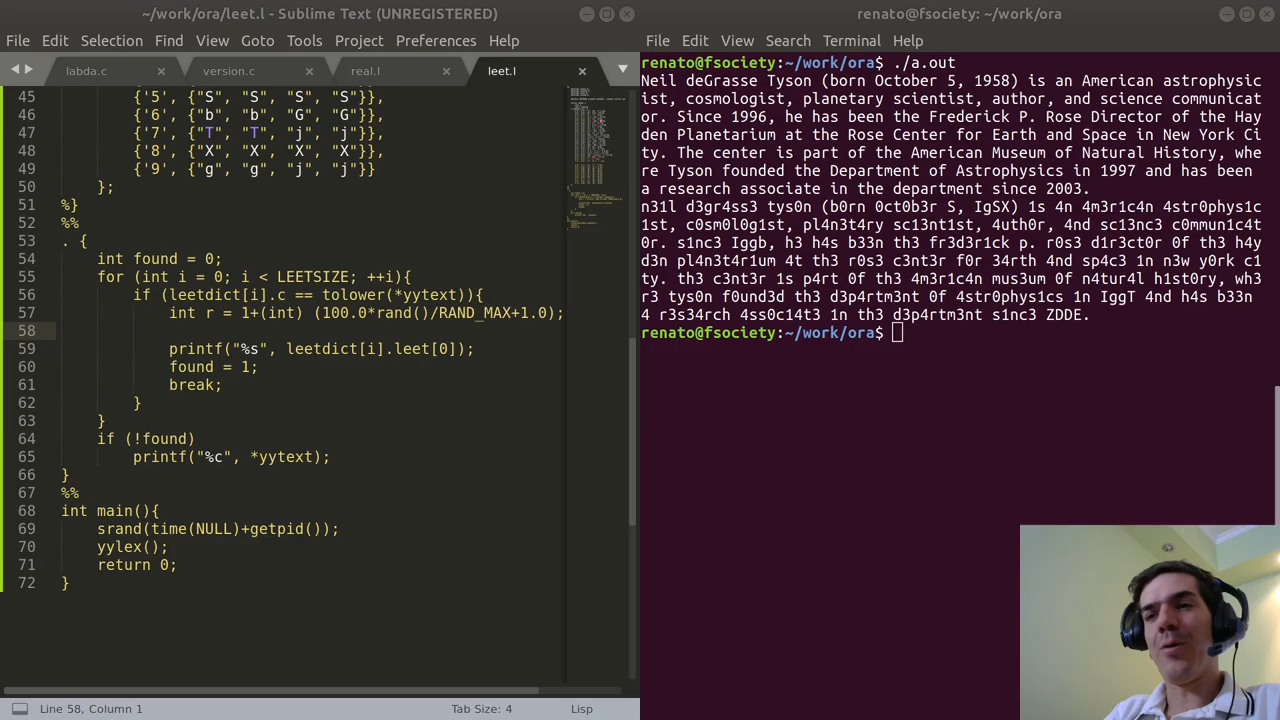 ~/work/ora/leet.l - Sublime Text (UNREGISTERED)
File Edit Selection Find View Goto Tools Project Preferences Help
labda.c version.c real.l leet.l
45 {'5', {"S", "S", "S", "S"}},
46 {'6', {"b", "b", "G", "G"}},
47 {'7', {"T", "T", "j", "j"}},
48 {'8', {"X", "X", "X", "X"}},
49 {'9', {"g", "g", "j", "j"}}
50 };
51 %}
52 %%
53 . {
54 int found = 0;
55 for (int i = 0; i < LEETSIZE; ++i){
56 if (leetdict[i].c == tolower(*yytext)){
57 int r = 1+(int) (100.0*rand()/RAND_MAX+1.0);
58
59 printf("%s", leetdict[i].leet[0]);
60 found = 1;
61 break;
62 }
63 }
64 if (!found)
65 printf("%c", *yytext);
66 }
67 %%
68 int main(){
69 srand(time(NULL)+getpid());
70 yylex();
71 return 0;
72 }
Line 58, Column 1 Tab Size: 4 Lisp
renato@fsociety: ~/work/ora
File Edit View Search Terminal Help
renato@fsociety:~/work/ora$ ./a.out
Neil deGrasse Tyson (born October 5, 1958) is an American astrophysic
ist, cosmologist, planetary scientist, author, and science communicat
or. Since 1996, he has been the Frederick P. Rose Director of the Hay
den Planetarium at the Rose Center for Earth and Space in New York Ci
ty. The center is part of the American Museum of Natural History, whe
re Tyson founded the Department of Astrophysics in 1997 and has been
a research associate in the department since 2003.
n31l d3gr4ss3 tys0n (b0rn 0ct0b3r S, IgSX) 1s 4n 4m3r1c4n 4str0phys1c
1st, c0sm0l0g1st, pl4n3t4ry sc13nt1st, 4uth0r, 4nd sc13nc3 c0mmun1c4t
0r. s1nc3 Iggb, h3 h4s b33n th3 fr3d3r1ck p. r0s3 d1r3ct0r 0f th3 h4y
d3n pl4n3t4r1um 4t th3 r0s3 c3nt3r f0r 34rth 4nd sp4c3 1n n3w y0rk c1
ty. th3 c3nt3r 1s p4rt 0f th3 4m3r1c4n mus3um 0f n4tur4l h1st0ry, wh3
r3 tys0n f0und3d th3 d3p4rtm3nt 0f 4str0phys1cs 1n IggT 4nd h4s b33n
4 r3s34rch 4ss0c14t3 1n th3 d3p4rtm3nt s1nc3 ZDDE.
renato@fsociety:~/work/ora$